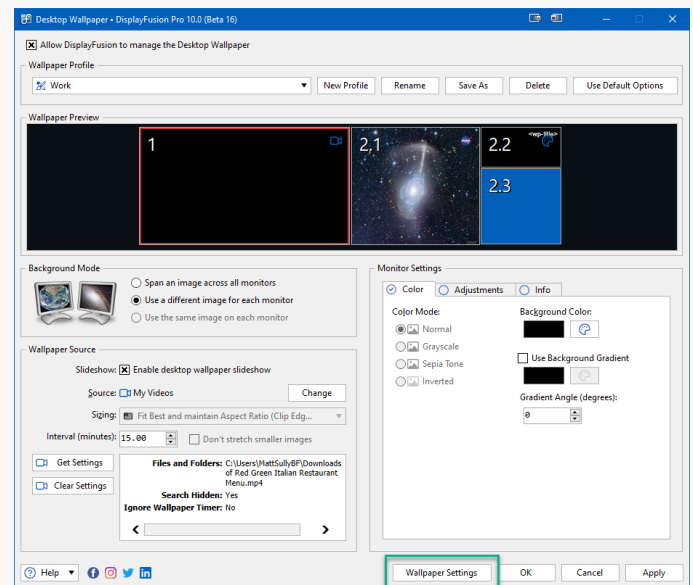 Desktop Wallpaper • DisplayFusion Pro 10.0 (Beta 16)
Allow DisplayFusion to manage the Desktop Wallpaper
Wallpaper Profile
Work
New Profile
Rename
Save As
Delete
Use Default Options
Wallpaper Preview
1
2.1
2.2
<wp-title>
2.3
Background Mode
Span an image across all monitors
Use a different image for each monitor
Use the same image on each monitor
Monitor Settings
Color
Adjustments
Info
Color Mode:
Normal
Grayscale
Sepia Tone
Inverted
Background Color:
Use Background Gradient
Gradient Angle (degrees):
0
Wallpaper Source
Slideshow:
Enable desktop wallpaper slideshow
Source:
My Videos
Change
Sizing:
Fit Best and maintain Aspect Ratio (Clip Edg...
Interval (minutes):
15.00
Don't stretch smaller images
Get Settings
Clear Settings
Files and Folders: C:\Users\MattSullyBF\Downloads
of Red Green Italian Restaurant
Menu.mp4
Search Hidden: Yes
Ignore Wallpaper Timer: No
Help
Wallpaper Settings
OK
Cancel
Apply